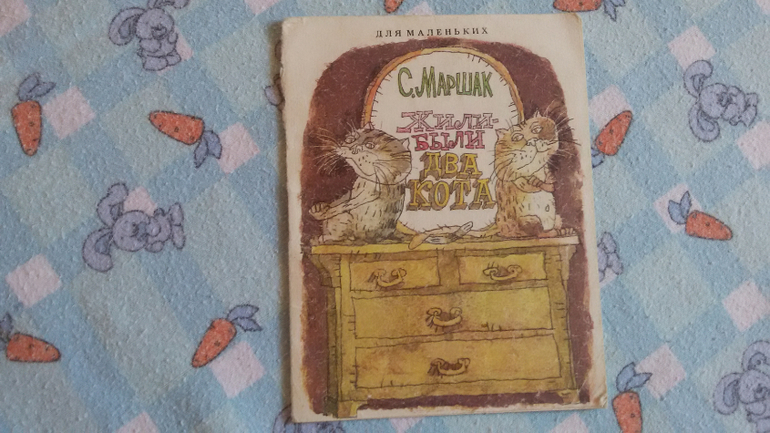 ДЛЯ МАЛЕНЬКИХ
С. МАРШАК
ЖИЛИ-
БЫЛИ
ДВА
КОТА